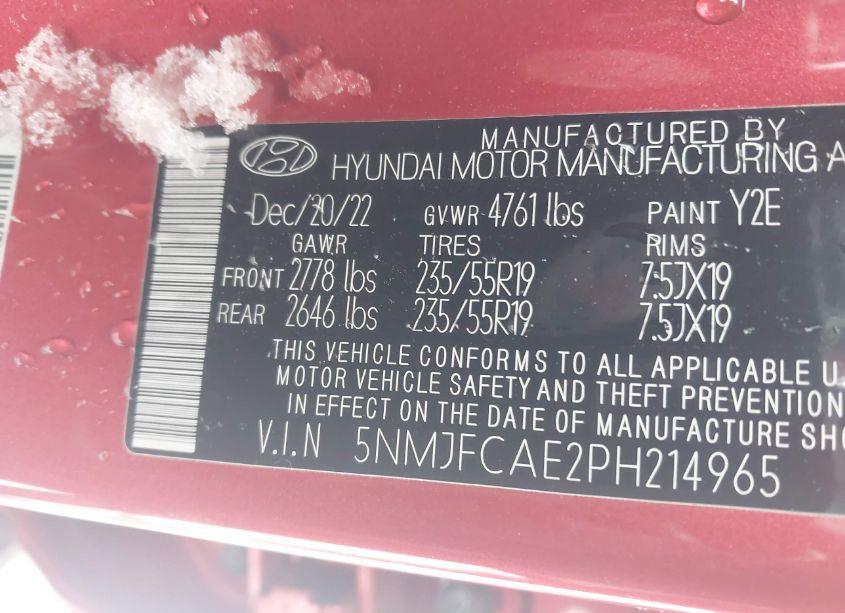 MANUFACTURED BY
HYUNDAI MOTOR MANUFACTURING A
Dec/20/22 GVWR 4761 lbs PAINT Y2E
GAWR TIRES RIMS
FRONT 2778 lbs 235/55R19 7.5JX19
REAR 2646 lbs 235/55R19 7.5JX19
THIS VEHICLE CONFORMS TO ALL APPLICABLE U.
MOTOR VEHICLE SAFETY AND THEFT PREVENTION
IN EFFECT ON THE DATE OF MANUFACTURE SHO
V.I.N 5NMJFCAE2PH214965